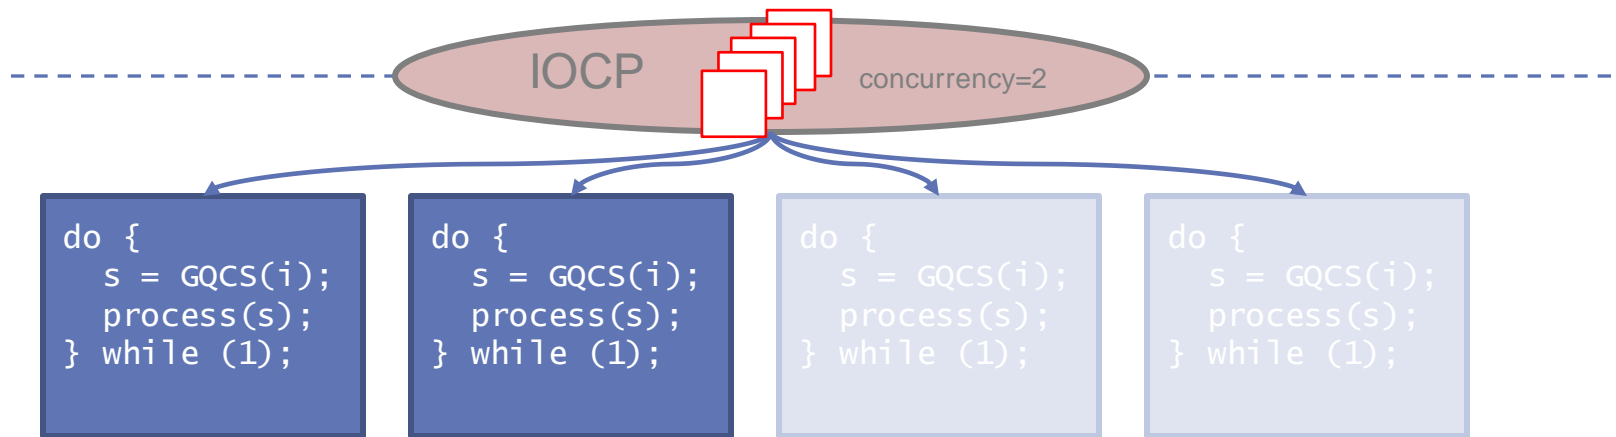 IOCP
concurrency=2
do {
  s = GQCS(i);
  process(s);
} while (1);
do {
  s = GQCS(i);
  process(s);
} while (1);
do {
  s = GQCS(i);
  process(s);
} while (1);
do {
  s = GQCS(i);
  process(s);
} while (1);